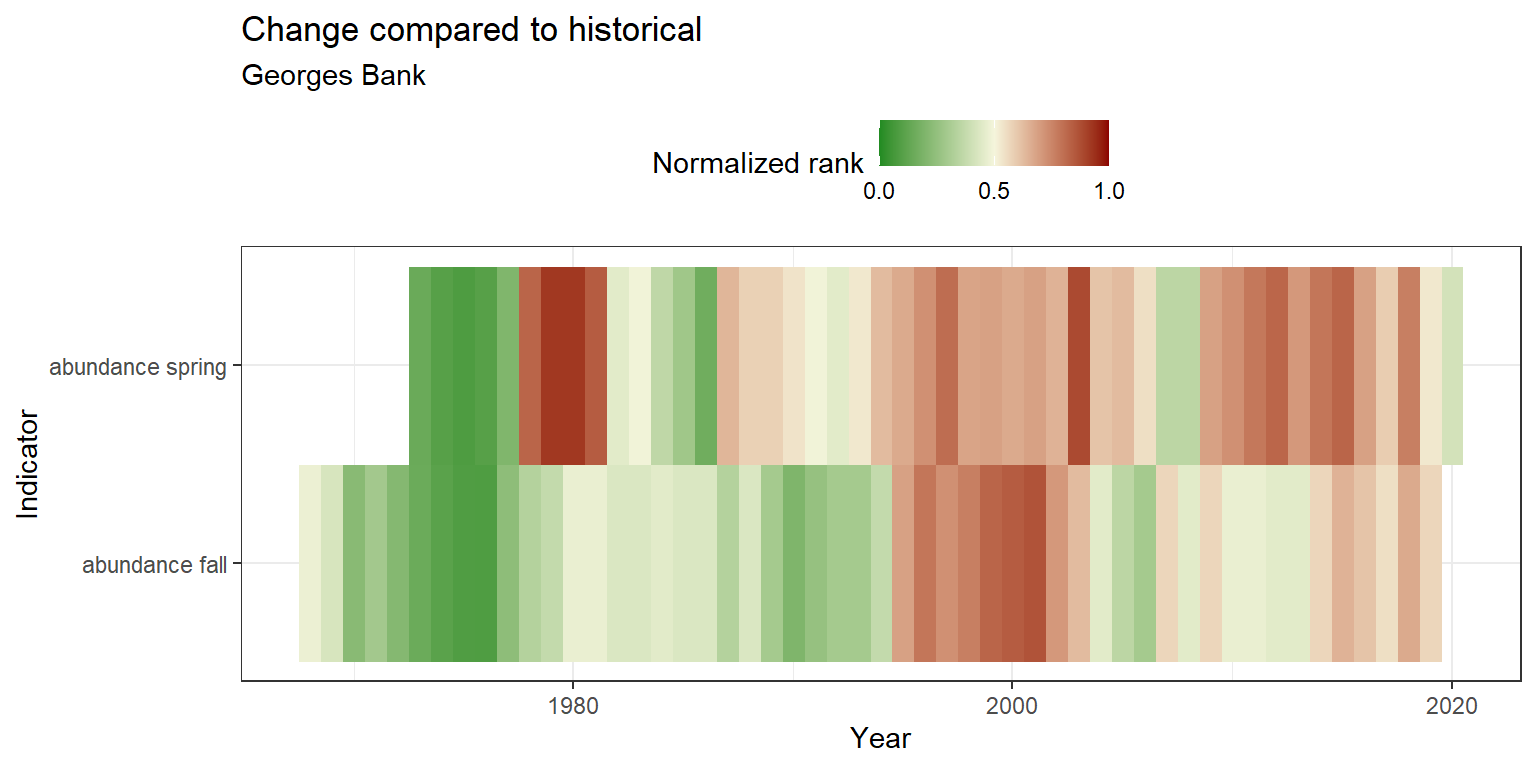 Change compared to historical
Georges Bank
Normalized rank
0.0 0.5 1.0
Indicator
abundance spring
abundance fall
1980 2000 2020
Year